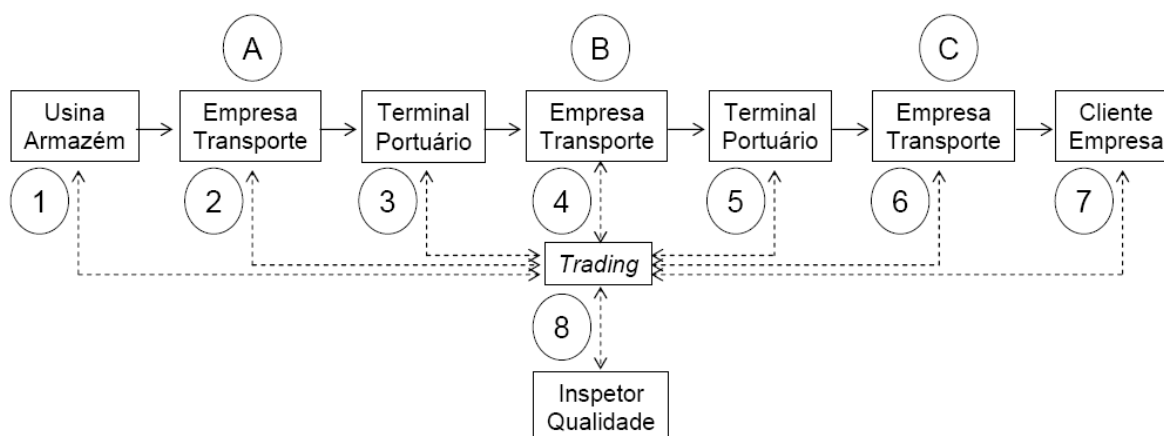 A
B
C
Usina
Armazém
Empresa
Transporte
Terminal
Portuário
Empresa
Transporte
Terminal
Portuário
Empresa
Transporte
Cliente
Empresa
1
2
3
4
5
6
7
Trading
8
Inspetor
Qualidade